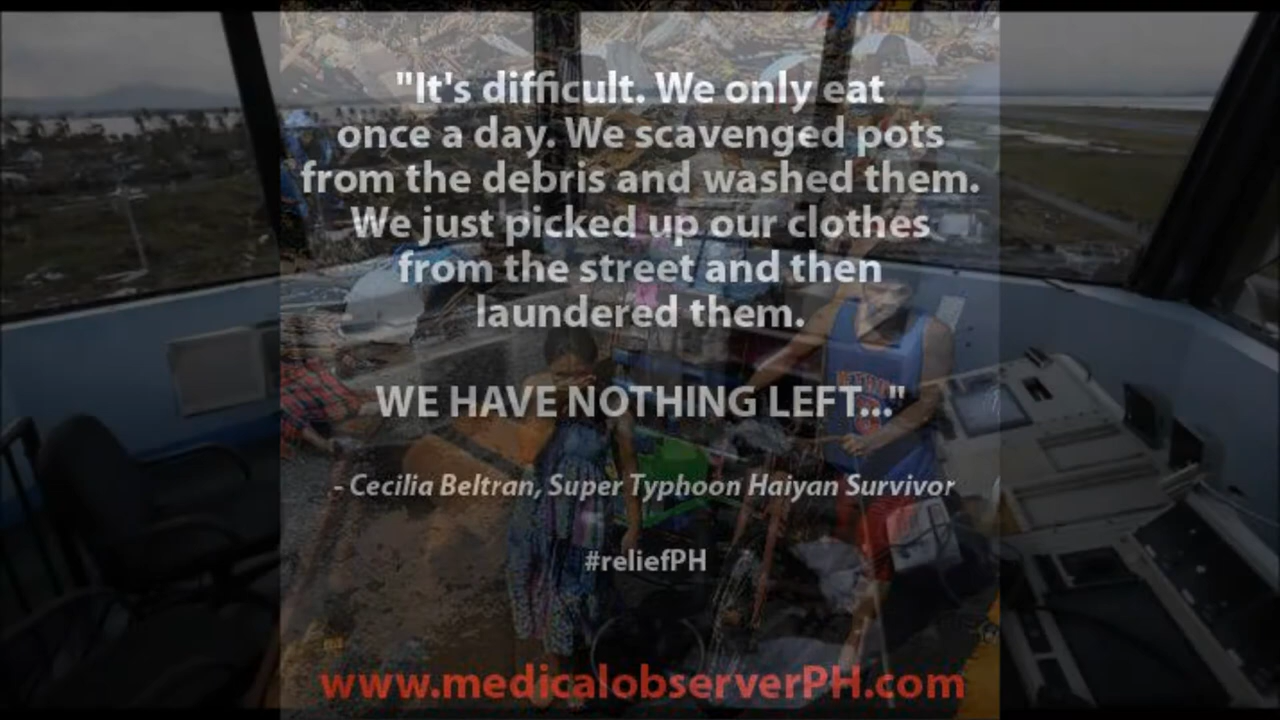 "It's difficult. We only eat
once a day. We scavenged pots
from the debris and washed them.
We just picked up our clothes
from the street and then
laundered them.
WE HAVE NOTHING LEFT..."
- Cecilia Beltran, Super Typhoon Haiyan Survivor
#reliefPH
www.medicalobserverPH.com